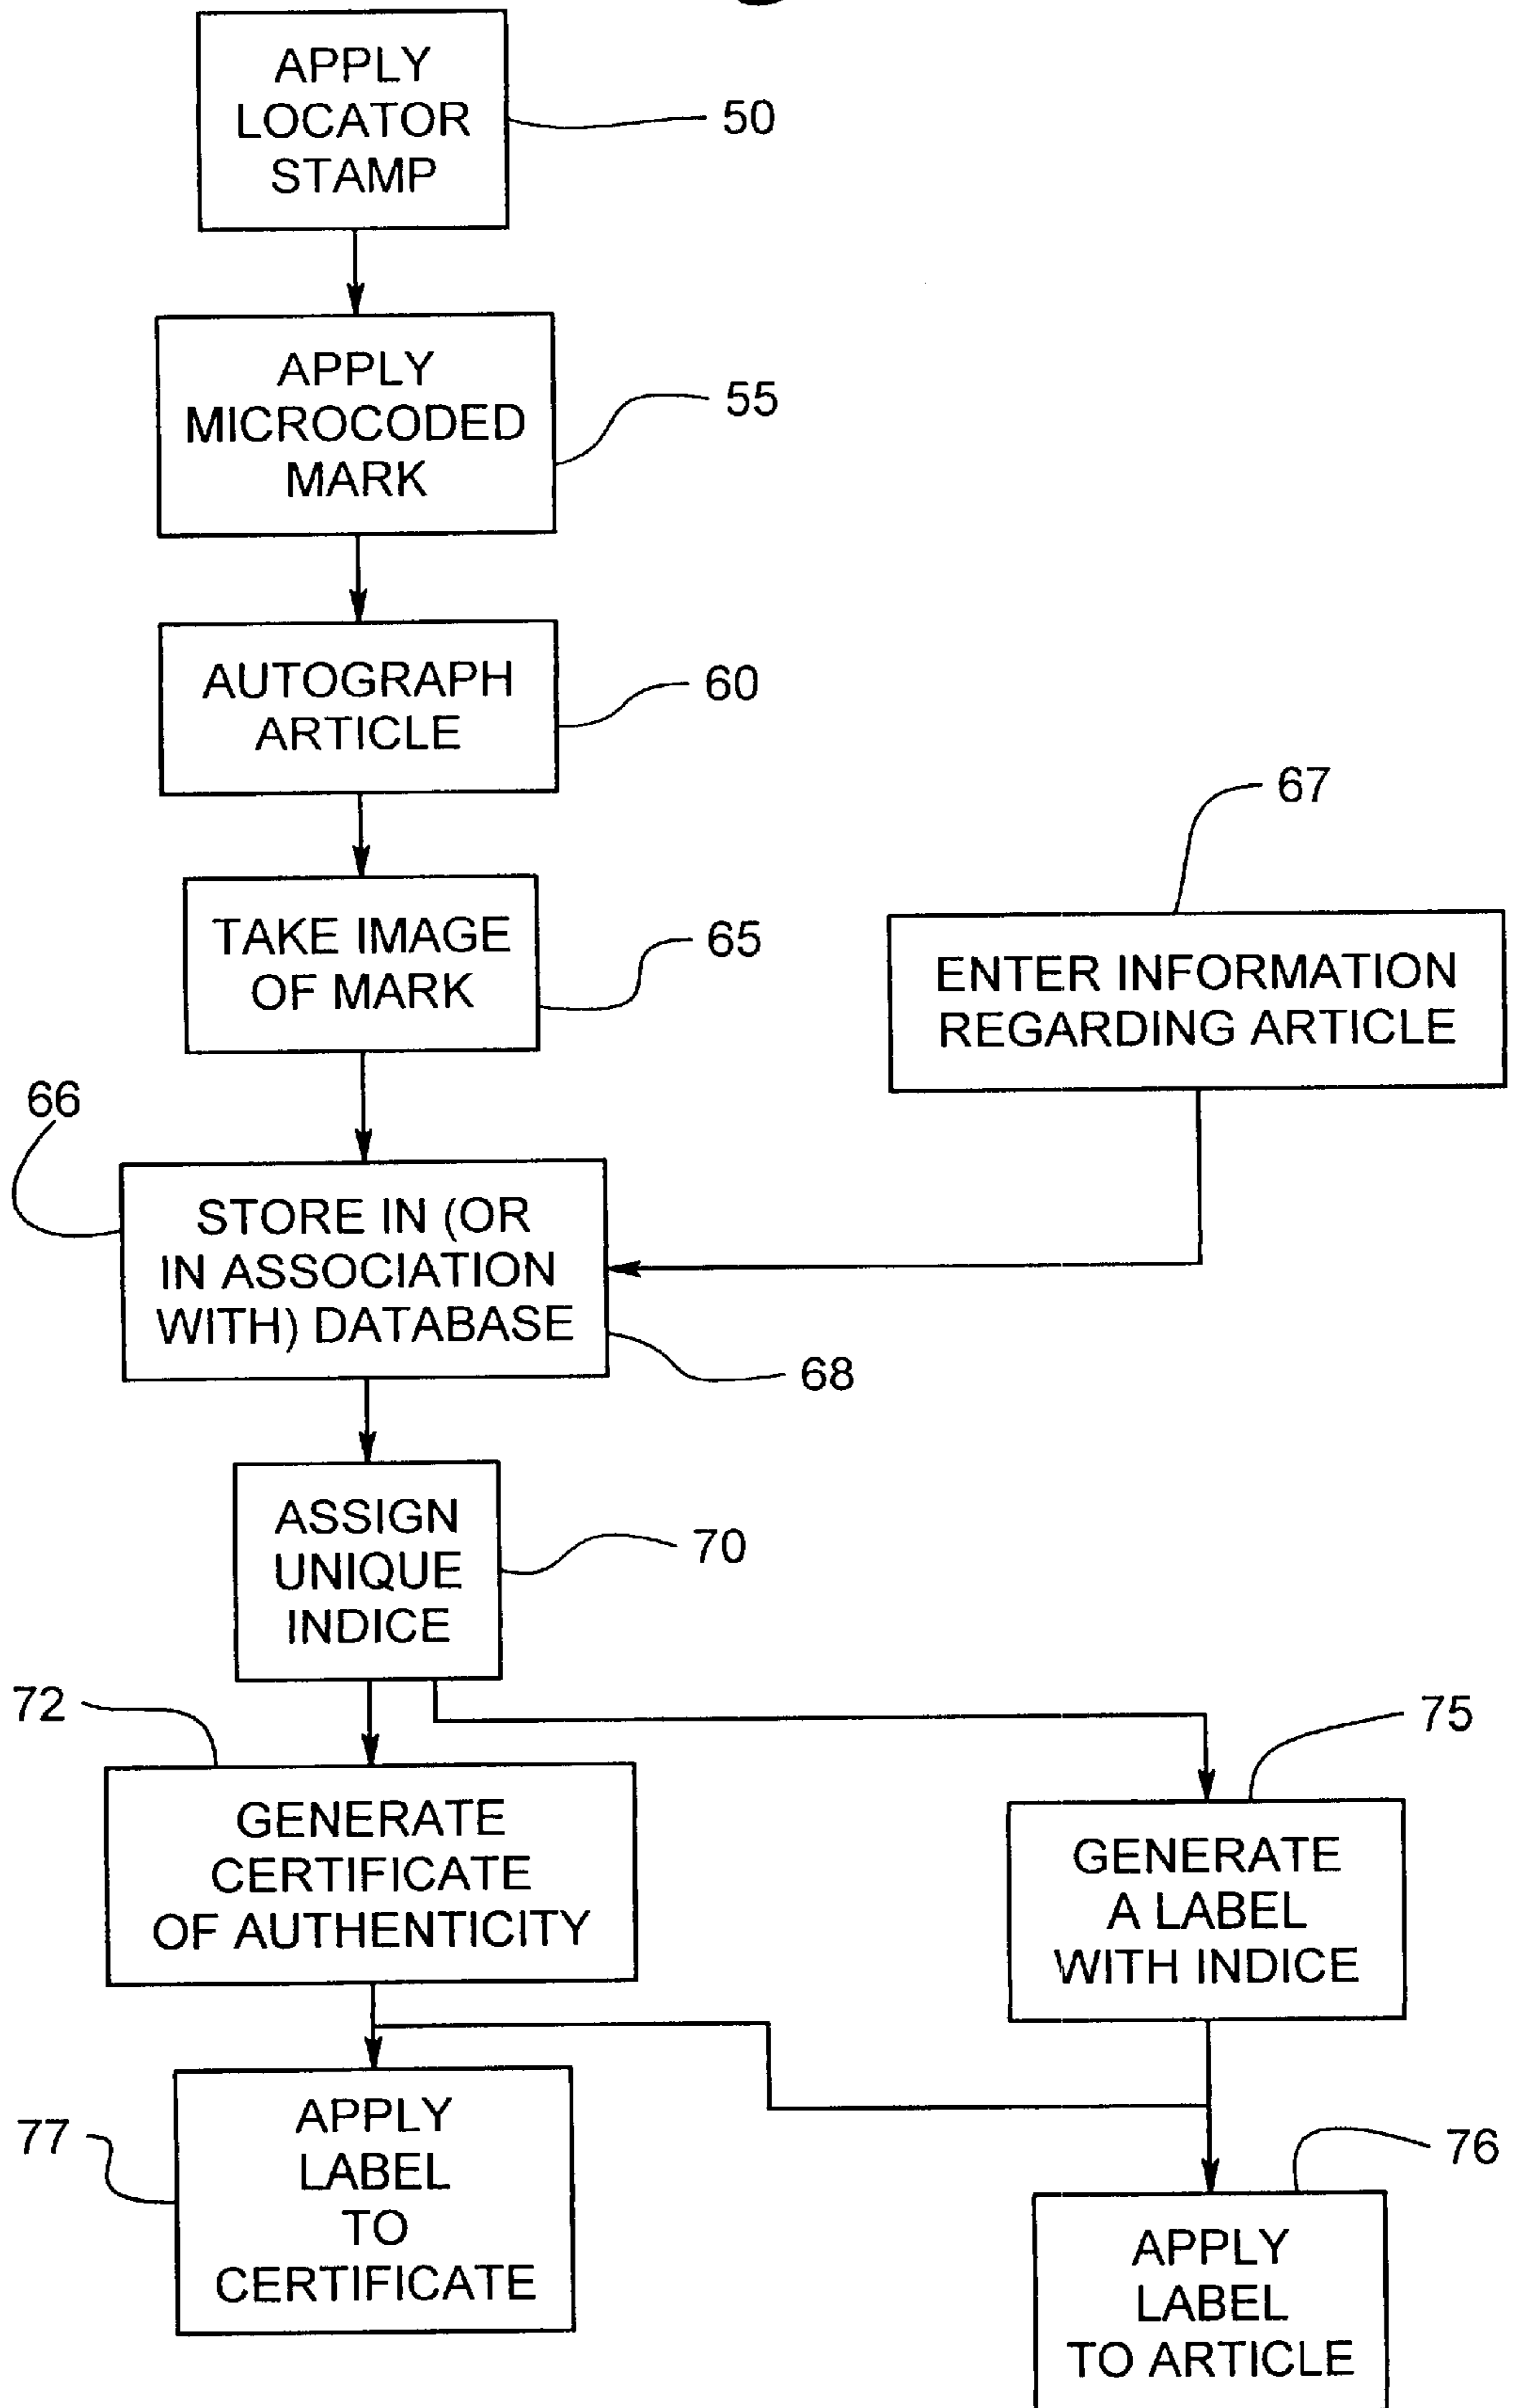 APPLY
LOCATOR
STAMP
50
APPLY
MICROCODED
MARK
55
AUTOGRAPH
ARTICLE
60
67
TAKE IMAGE
OF MARK
65
ENTER INFORMATION
REGARDING ARTICLE
66
STORE IN (OR
IN ASSOCIATION
WITH) DATABASE
68
ASSIGN
UNIQUE
INDICE
70
72
75
GENERATE
CERTIFICATE
OF AUTHENTICITY
GENERATE
A LABEL
WITH INDICE
77
APPLY
LABEL
TO
CERTIFICATE
76
APPLY
LABEL
TO ARTICLE